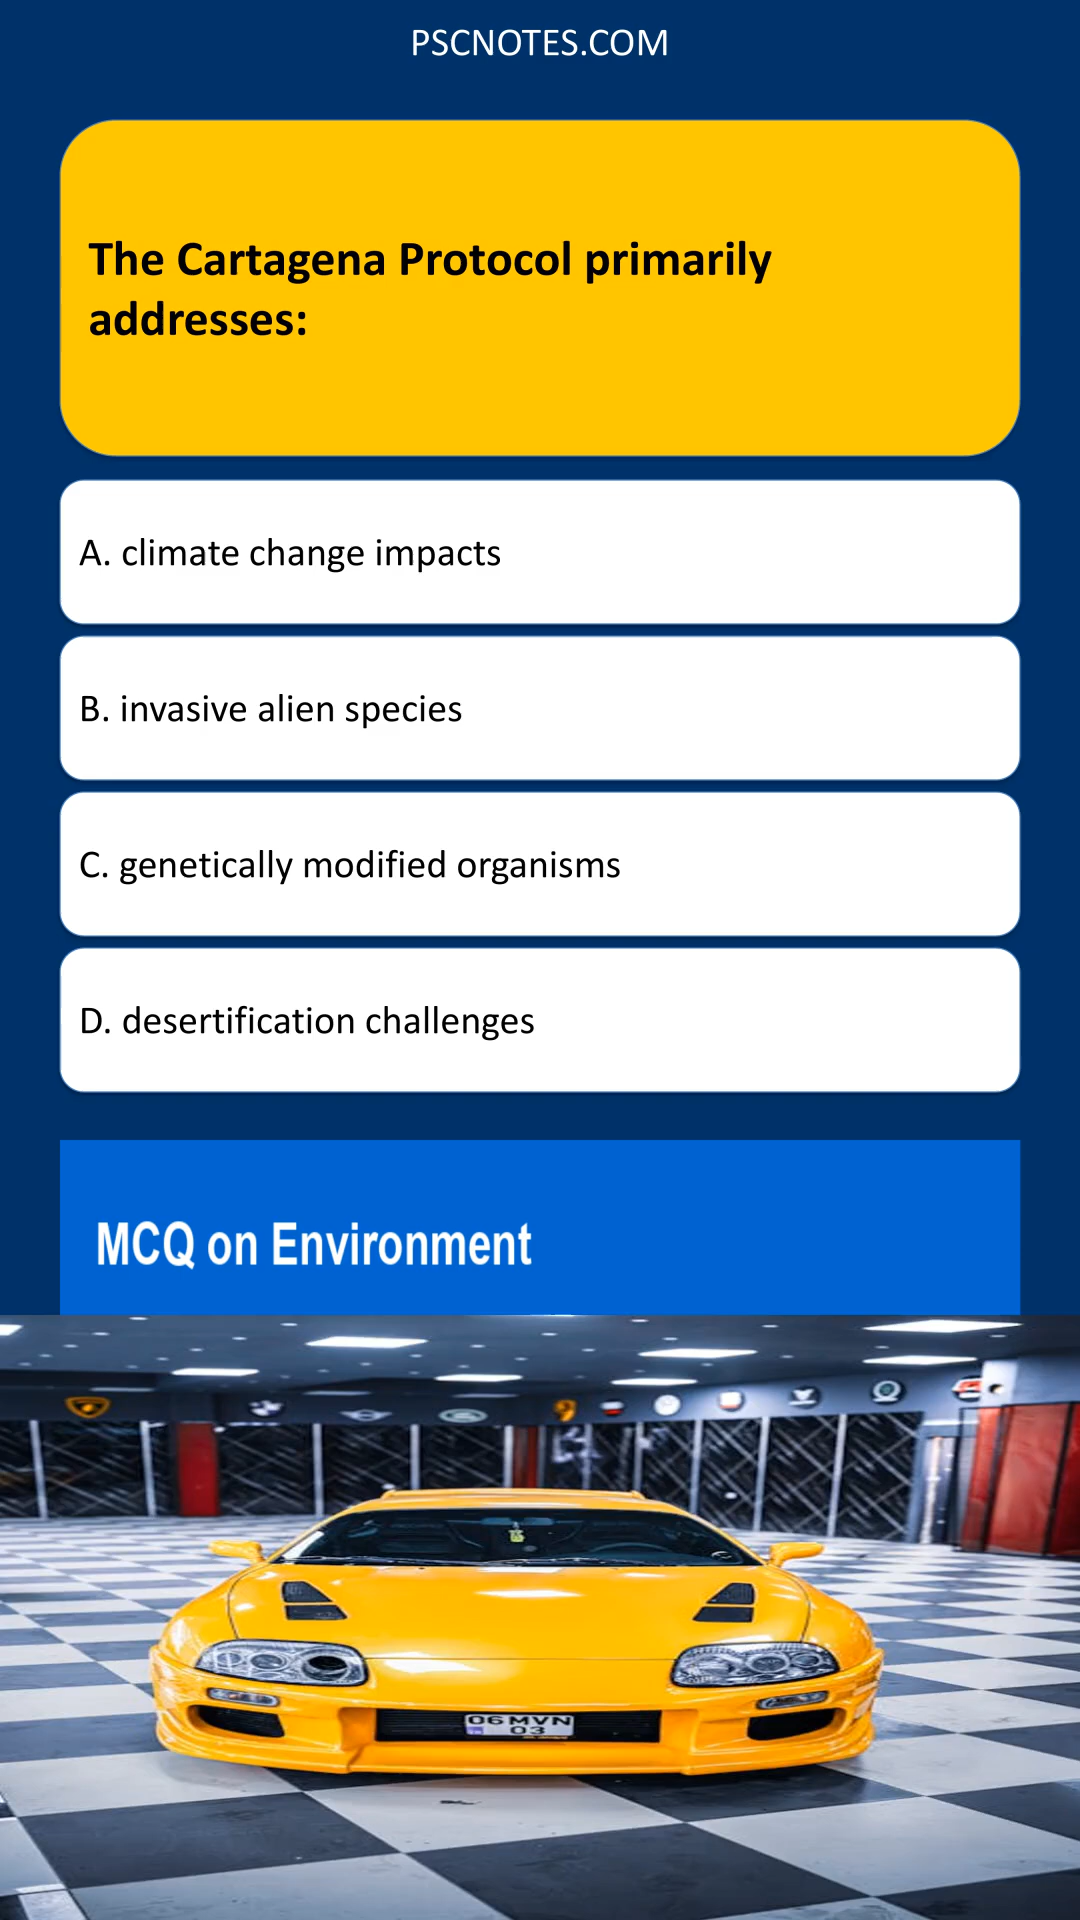 PSCNOTES.COM
The Cartagena Protocol primarily
addresses:
A. climate change impacts
B. invasive alien species
C. genetically modified organisms
D. desertification challenges
MCQ on Environment
06 MVN
03